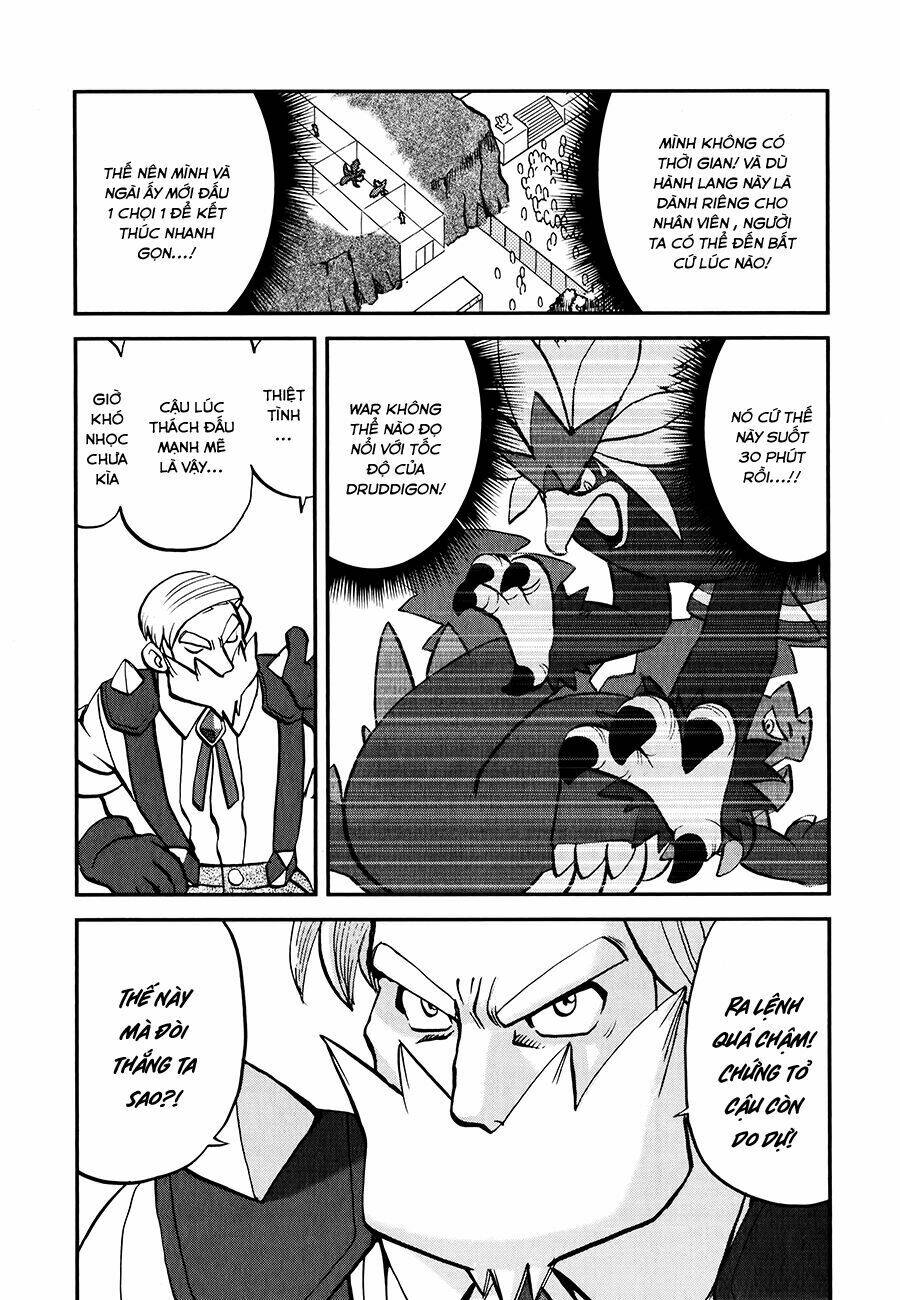 MÌNH KHÔNG CÓ
THỜI GIAN! VÀ DÙ
HÀNH LANG NÀY LÀ
DÀNH RIÊNG CHO
NHÂN VIÊN , NGƯỜI
TA CÓ THỂ ĐẾN BẤT
CỨ LÚC NÀO!
THẾ NÊN MÌNH VÀ
NGÀI ẤY MỚI ĐẤU
1 CHỌI 1 ĐỂ KẾT
THÚC NHANH
GỌN...!
NÓ CỨ THẾ
NÀY SUỐT
30 PHÚT
RỒI...!!
WAR KHÔNG
THỂ NÀO ĐỌ
NỔI VỚI TỐC
ĐỘ CỦA
DRUDDIGON!
THIỆT
TÌNH
...
CẬU LÚC
THÁCH ĐẤU
MẠNH MẼ
LÀ VẬY...
GIỜ
KHÓ
NHỌC
CHƯA
KÌA
RA LỆNH
QUÁ CHẬM!
CHỨNG TỎ
CẬU CÒN
DO DỰ!
THẾ NÀY
MÀ ĐÒI
THẮNG TA
SAO?!